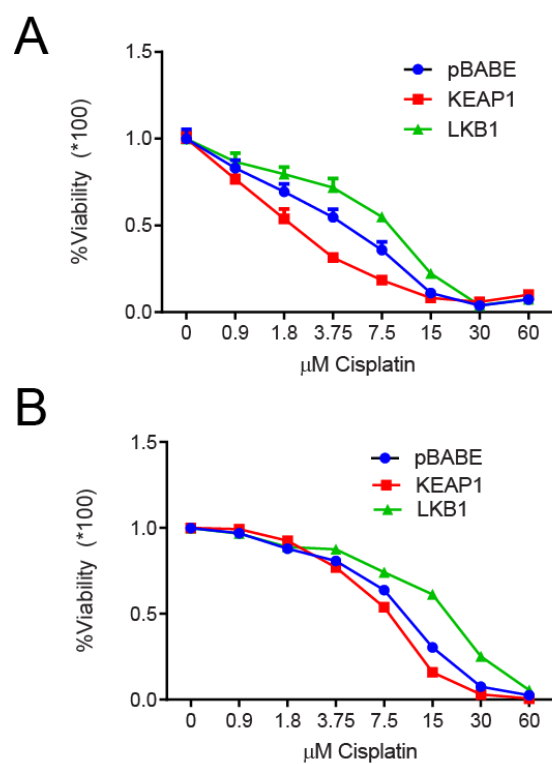 A
1.5
1.0
0.5
0.0
%Viability (*100)
pBABE
KEAP1
LKB1
0 0.9 1.8 3.75 7.5 15 30 60
μM Cisplatin
B
1.5
1.0
0.5
0.0
%Viability (*100)
pBABE
KEAP1
LKB1
0 0.9 1.8 3.75 7.5 15 30 60
μM Cisplatin